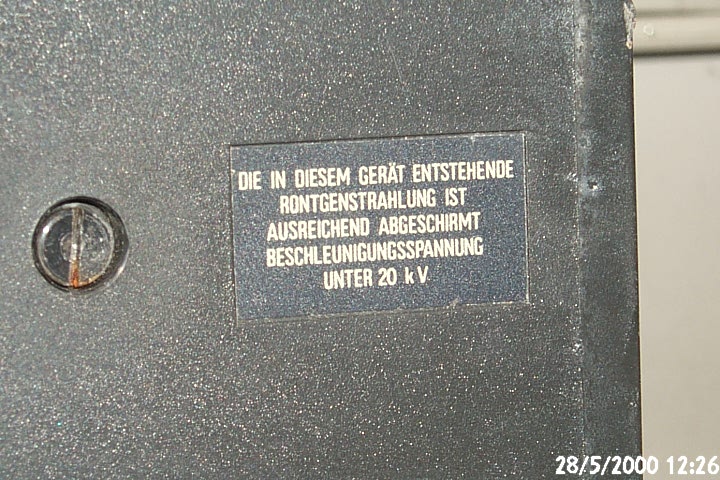 DIE IN DIESEM GERÄT ENTSTEHENDE
RÖNTGENSTRAHLUNG IST
AUSREICHEND ABGESCHIRMT
BESCHLEUNIGUNGSSPANNUNG
UNTER 20 kV
28/5/2000 12:26